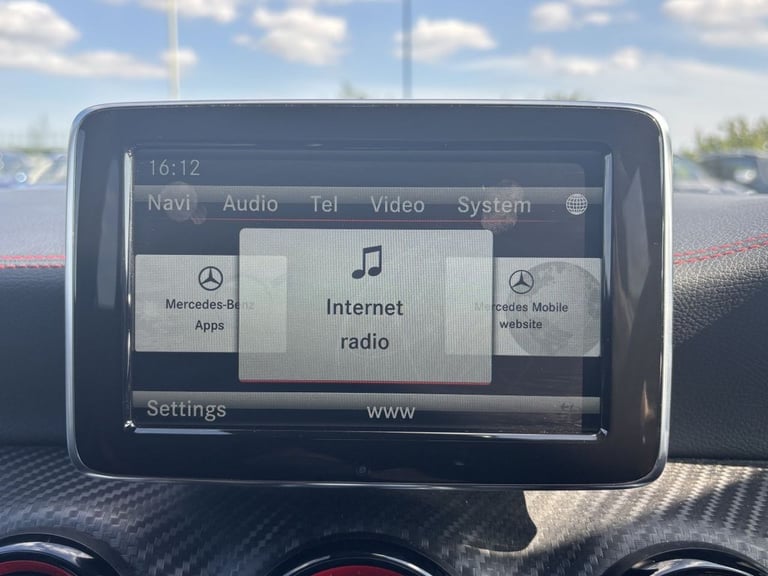 16:12
Navi Audio Tel Video System
Mercedes-Benz
Apps
Internet
radio
Mercedes Mobile
website
Settings www